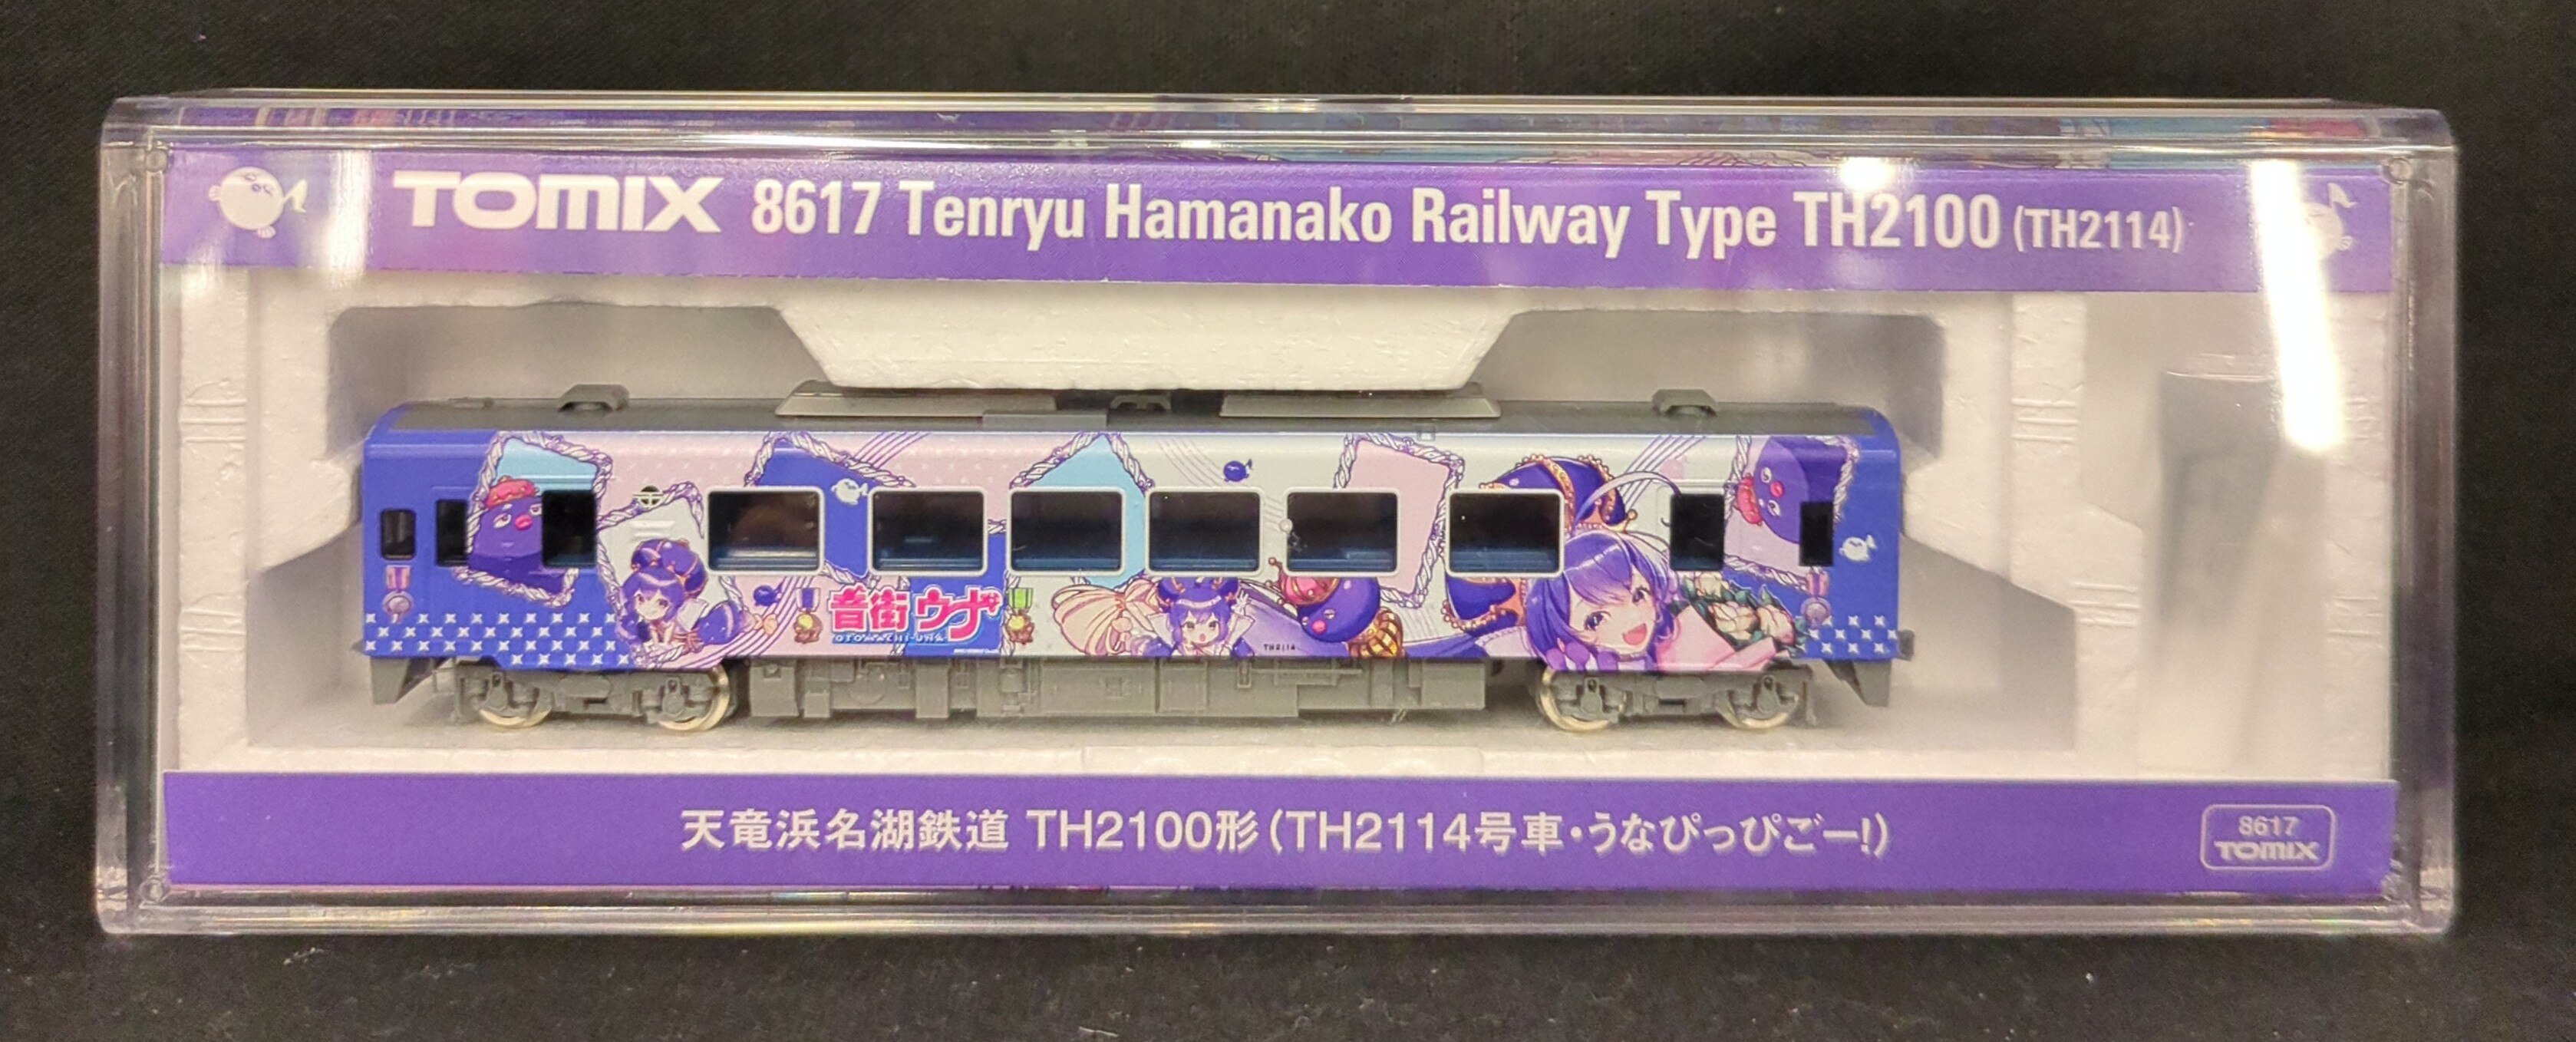 TOMIX 8617 Tenryu Hamanako Railway Type TH2100 (TH2114)
音街ウナ
OTOMACHI UNA
TH2114
天竜浜名湖鉄道 TH2100形(TH2114号車・うなぴっぴごー!)
8617
TOMIX